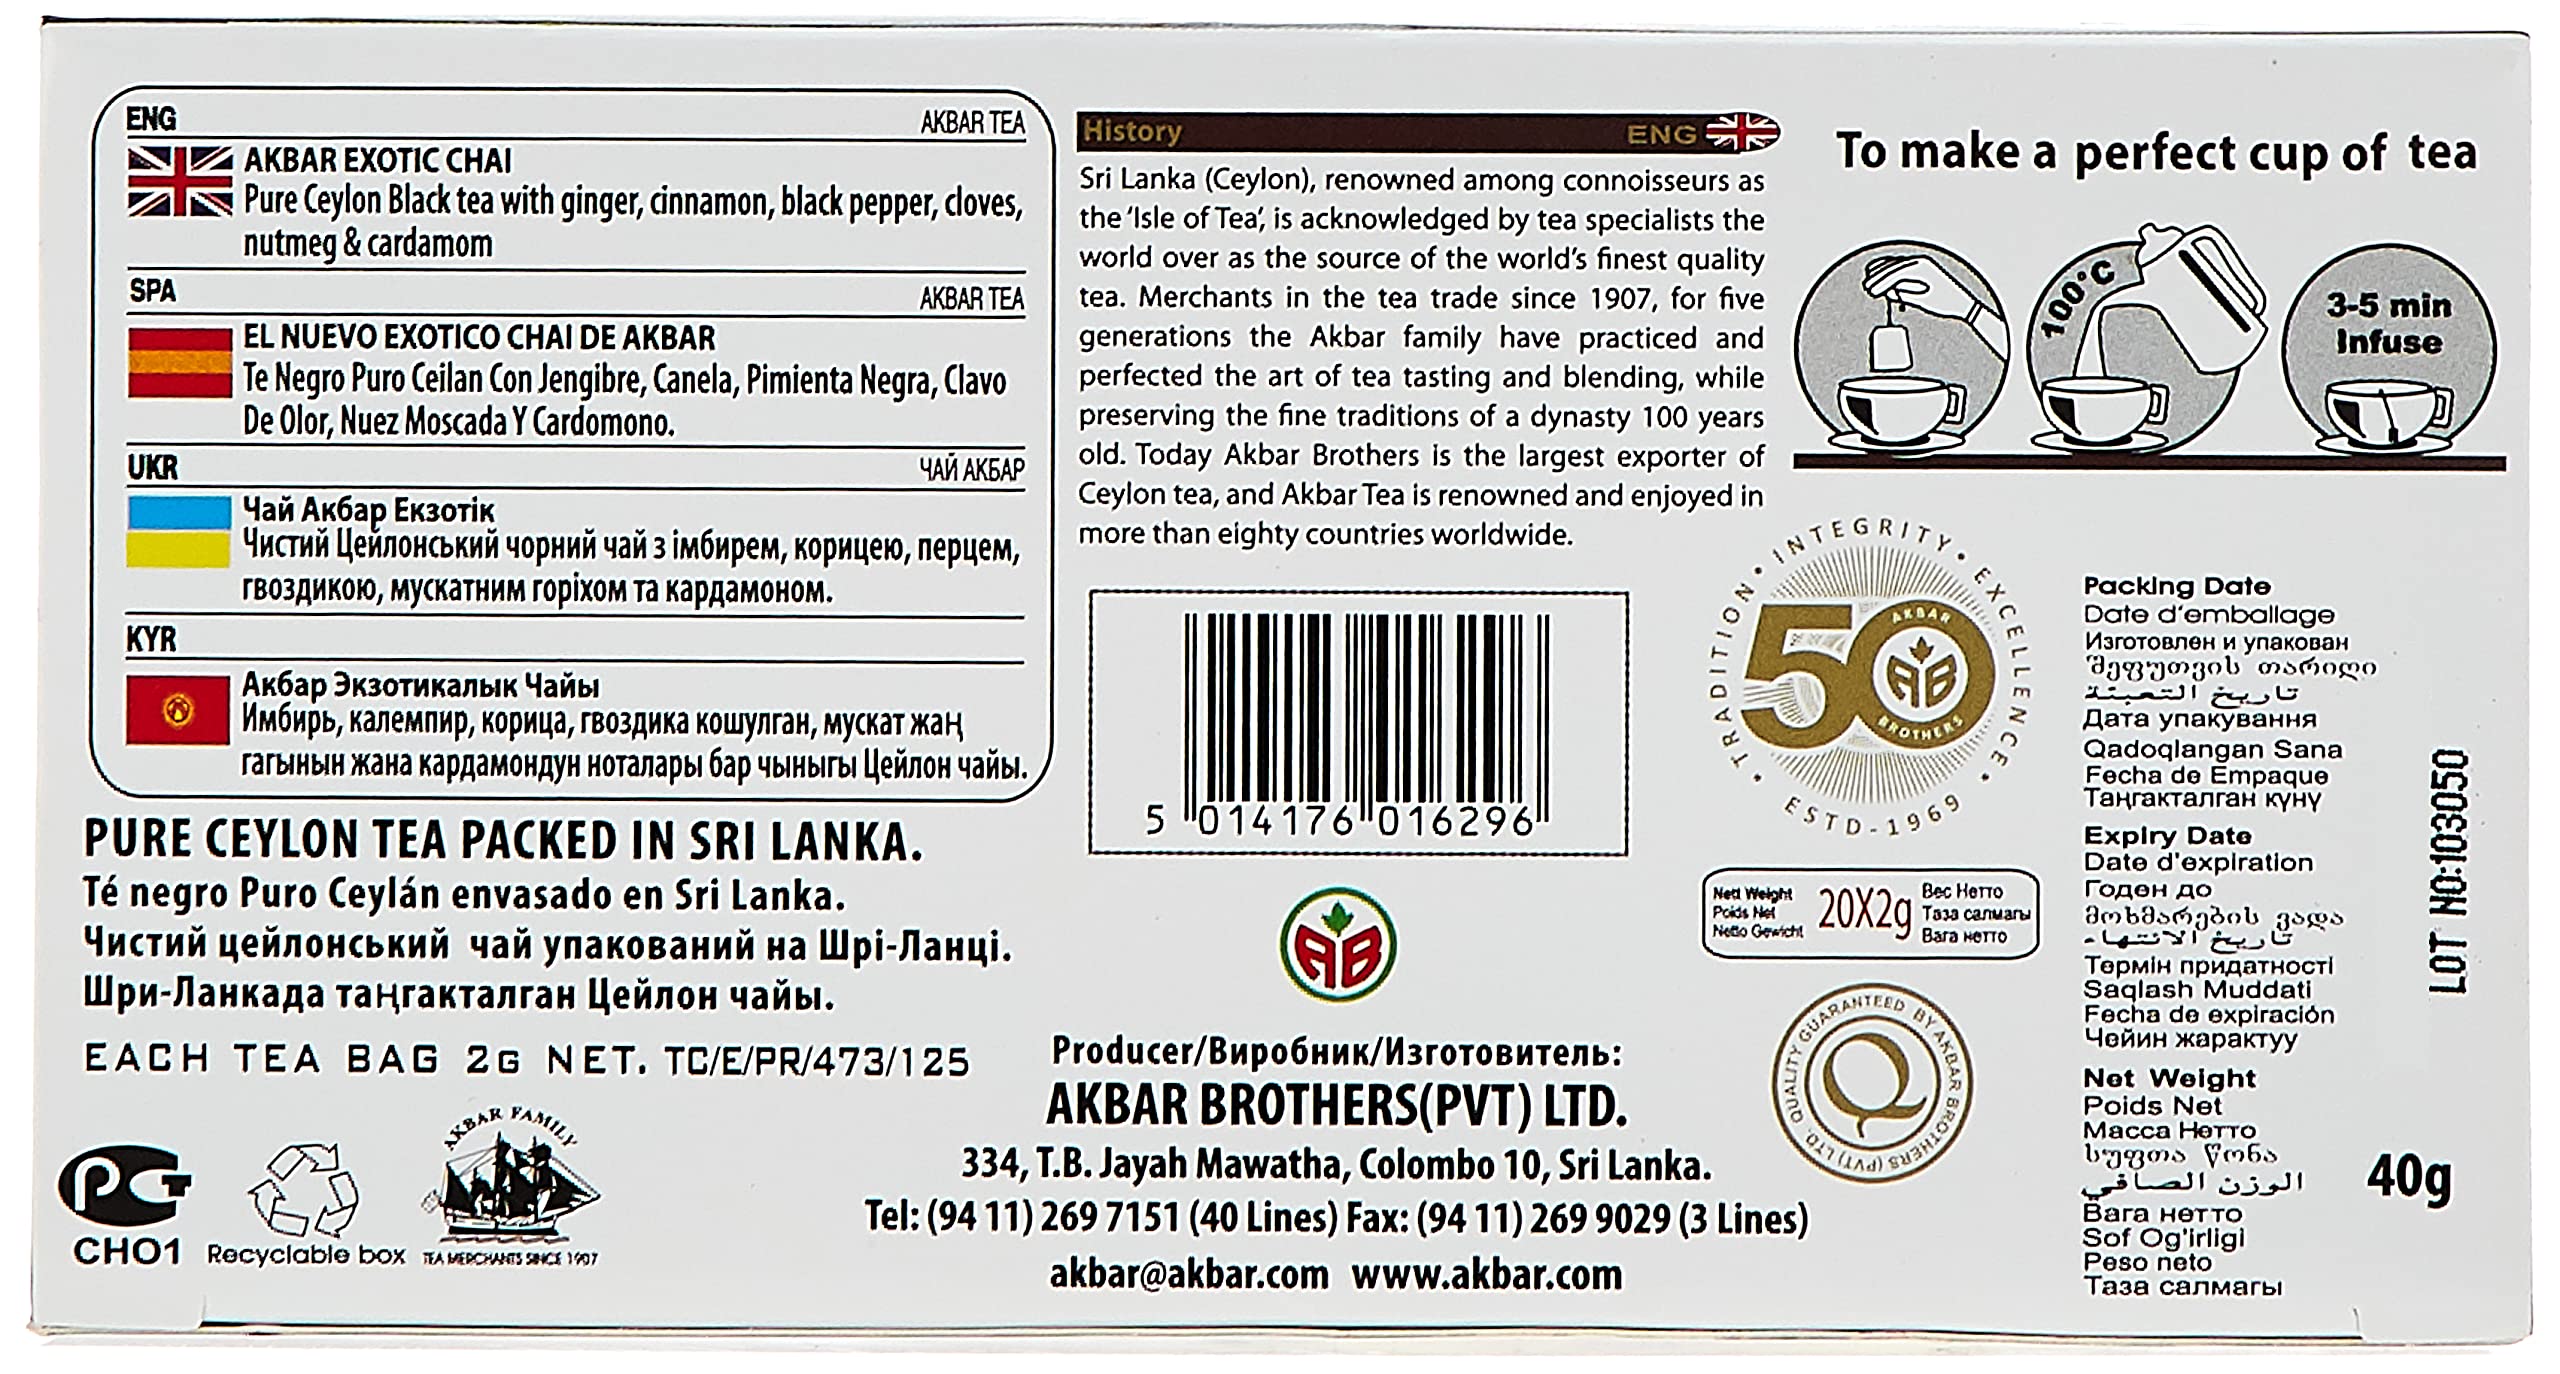 ENG AKBAR TEA
AKBAR EXOTIC CHAI
Pure Ceylon Black tea with ginger, cinnamon, black pepper, cloves,
nutmeg & cardamom
SPA AKBAR TEA
EL NUEVO EXOTICO CHAI DE AKBAR
Te Negro Puro Ceilan Con Jengibre, Canela, Pimienta Negra, Clavo
De Olor, Nuez Moscada Y Cardomono.
UKR ЧАЙ АКБАР
Чай Акбар Екзотік
Чистий Цейлонський чорний чай з імбирем, корицею, перцем,
гвоздикою, мускатним горіхом та кардамоном.
KYR
Акбар Экзотикалык Чайы
Имбирь, калемпир, корица, гвоздика кошулган, мускат жаң
гагынын жана кардамондун ноталары бар чыныгы Цейлон чайы.
PURE CEYLON TEA PACKED IN SRI LANKA.
Té negro Puro Ceylán envasado en Sri Lanka.
Чистий цейлонський чай упакований на Шрі-Ланці.
Шри-Ланкада таңгакталган Цейлон чайы.
EACH TEA BAG 2G NET. TC/E/PR/473/125
РСТ
CHO1
Recyclable box
AKBAR FAMILY
TEA MERCHANTS SINCE 1907
History ENG
Sri Lanka (Ceylon), renowned among connoisseurs as
the 'Isle of Tea', is acknowledged by tea specialists the
world over as the source of the world's finest quality
tea. Merchants in the tea trade since 1907, for five
generations the Akbar family have practiced and
perfected the art of tea tasting and blending, while
preserving the fine traditions of a dynasty 100 years
old. Today Akbar Brothers is the largest exporter of
Ceylon tea, and Akbar Tea is renowned and enjoyed in
more than eighty countries worldwide.
5 014176 016296
AB
Producer/Виробник/Изготовитель:
AKBAR BROTHERS(PVT) LTD.
334, T.B. Jayah Mawatha, Colombo 10, Sri Lanka.
Tel: (94 11) 269 7151 (40 Lines) Fax: (94 11) 269 9029 (3 Lines)
akbar@akbar.com www.akbar.com
To make a perfect cup of tea
100°C
3-5 min
Infuse
• TRADITION • INTEGRITY • EXCELLENCE •
50
AKBAR
AB
BROTHERS
ESTD-1969
Nett Weight
Poids Net
Netto Gewicht
20X2g
Вес Нетто
Таза салмагы
Вага нетто
QUALITY GUARANTEED BY AKBAR BROTHERS (PVT) LTD.
Q
Packing Date
Date d'emballage
Изготовлен и упакован
შეფუთვის თარიღი
تاريخ التعبئة
Дата упакування
Qadoqlangan Sana
Fecha de Empaque
Таңгакталган күнү
Expiry Date
Date d'expiration
Годен до
მოხმარების ვადა
تاريخ الانتهاء
Термін придатності
Saqlash Muddati
Fecha de expiración
Чейин жарактуу
Net Weight
Poids Net
Масса Нетто
სუფთა წონა
الوزن الصافي
Вага нетто
Sof Og'irligi
Peso neto
Таза салмагы
40g
LOT NO:103050